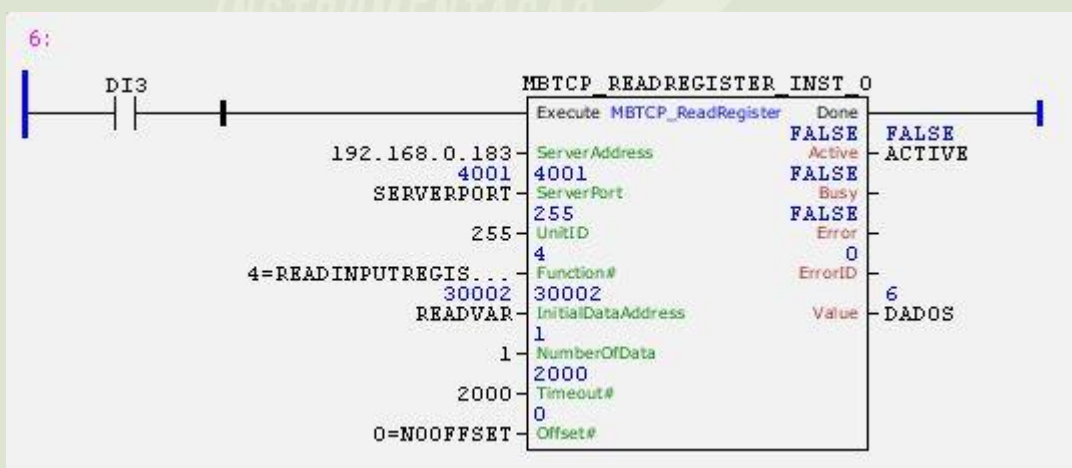 INSTRUMENTAÇÃO
6:
DI3
MBTCP_READREGISTER_INST_0
Execute MBTCP_ReadRegister Done
FALSE FALSE
192.168.0.183 ServerAddress Active ACTIVE
4001 4001 FALSE
SERVERPORT ServerPort Busy
255 FALSE
255 UnitID Error
4 0
4=READINPUTREGIS... Function# ErrorID
30002 30002 6
READVAR InitialDataAddress Value DADOS
1
1 NumberOfData
2000
2000 Timeout#
0
0=NOOFFSET Offset#